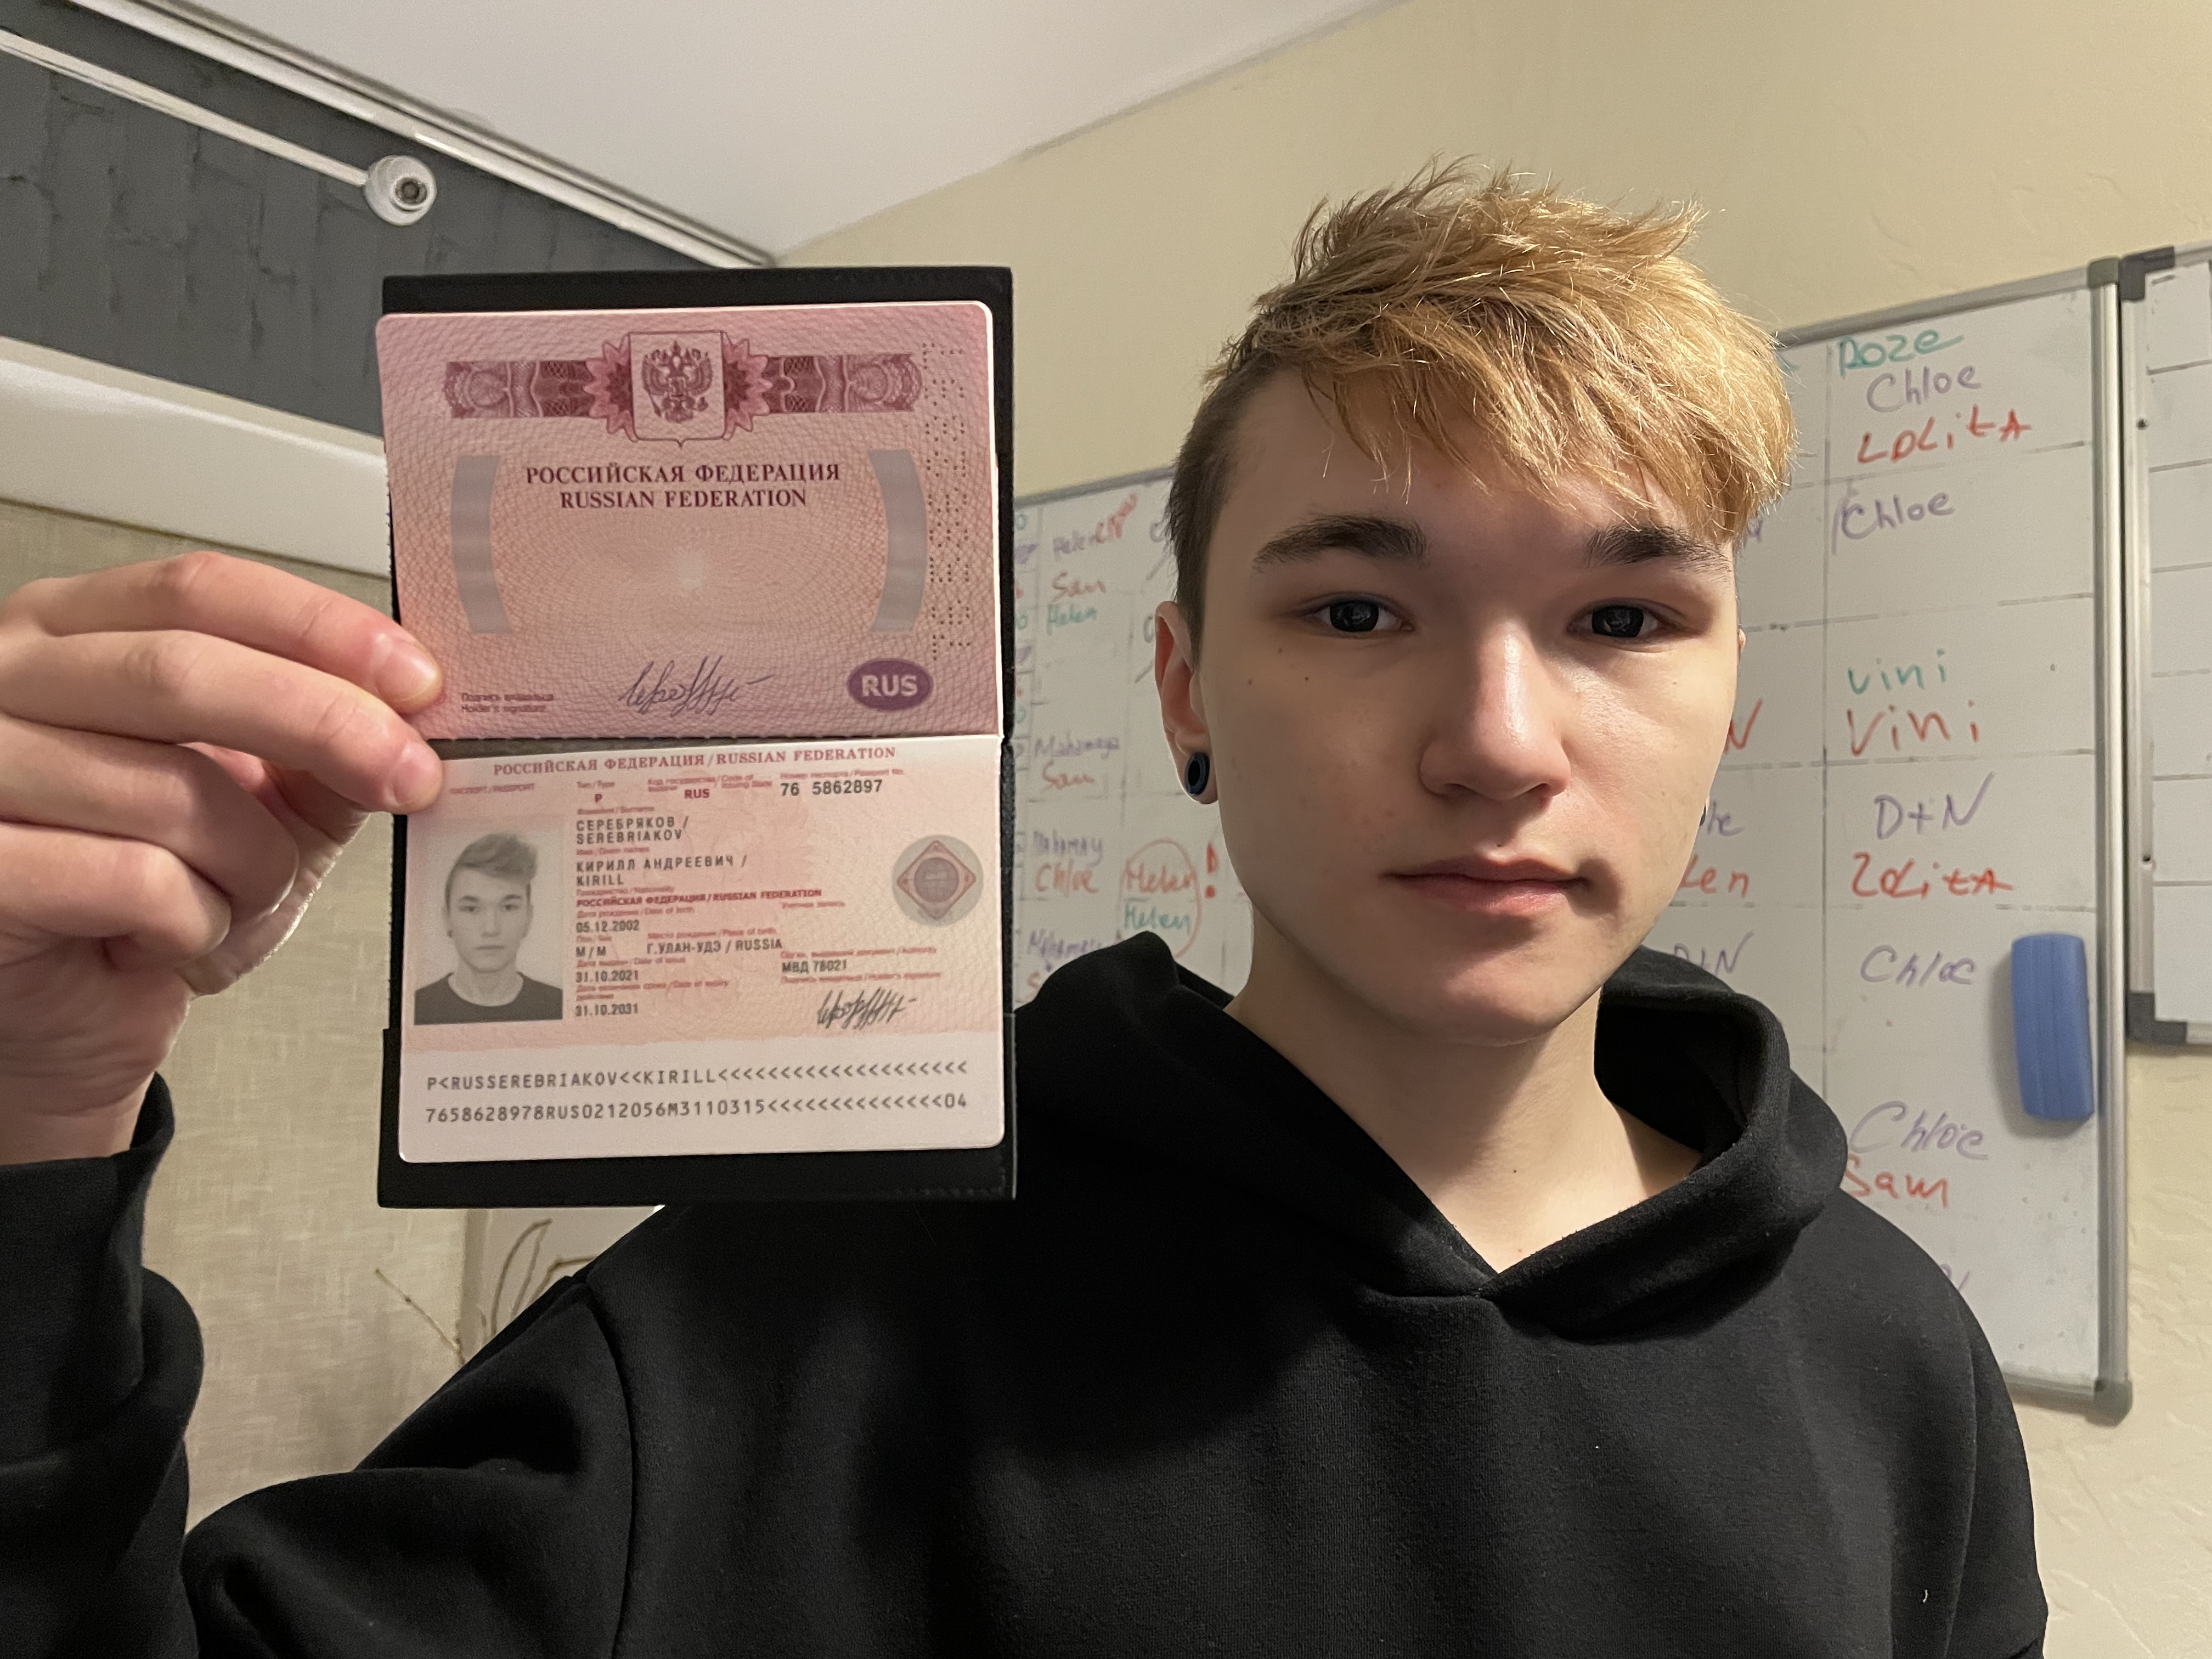 РОССИЙСКАЯ ФЕДЕРАЦИЯ
RUSSIAN FEDERATION
Подпись владельца
Holder's signature
RUS
РОССИЙСКАЯ ФЕДЕРАЦИЯ/RUSSIAN FEDERATION
ПАСПОРТ/PASSPORT
Тип/Type
Код государства/Code of
выдачи issuing State
Номер паспорта/Passport No.
P
RUS
76 5862897
Фамилия/Surname
СЕРЕБРЯКОВ /
SEREBRIAKOV
Имя/Given names
КИРИЛЛ АНДРЕЕВИЧ /
KIRILL
Гражданство/Nationality
РОССИЙСКАЯ ФЕДЕРАЦИЯ/RUSSIAN FEDERATION
Дата рождения/Date of birth
Учетная запись
05.12.2002
Пол/Sex
Место рождения/Place of birth
М/M
Г.УЛАН-УДЭ / RUSSIA
Дата выдачи/Date of issue
Орган, выдавший документ/Authority
31.10.2021
МВД 78021
Дата окончания срока/Date of expiry
действия
Подпись владельца/Holder's signature
31.10.2031
P<RUSSEREBRIAKOV<<KIRILL<<<<<<<<<<<<<<<<<<<<
7658628978RUS0212056M3110315<<<<<<<<<<<<<<04
Roze
Chloe
LOLitA
Chloe
Vini
Vini
D+N
LOLitA
Chloe
Chloe
Sam
Helen
Sam
Helen
Sam
Chloe
Helen !
Helen
D+N